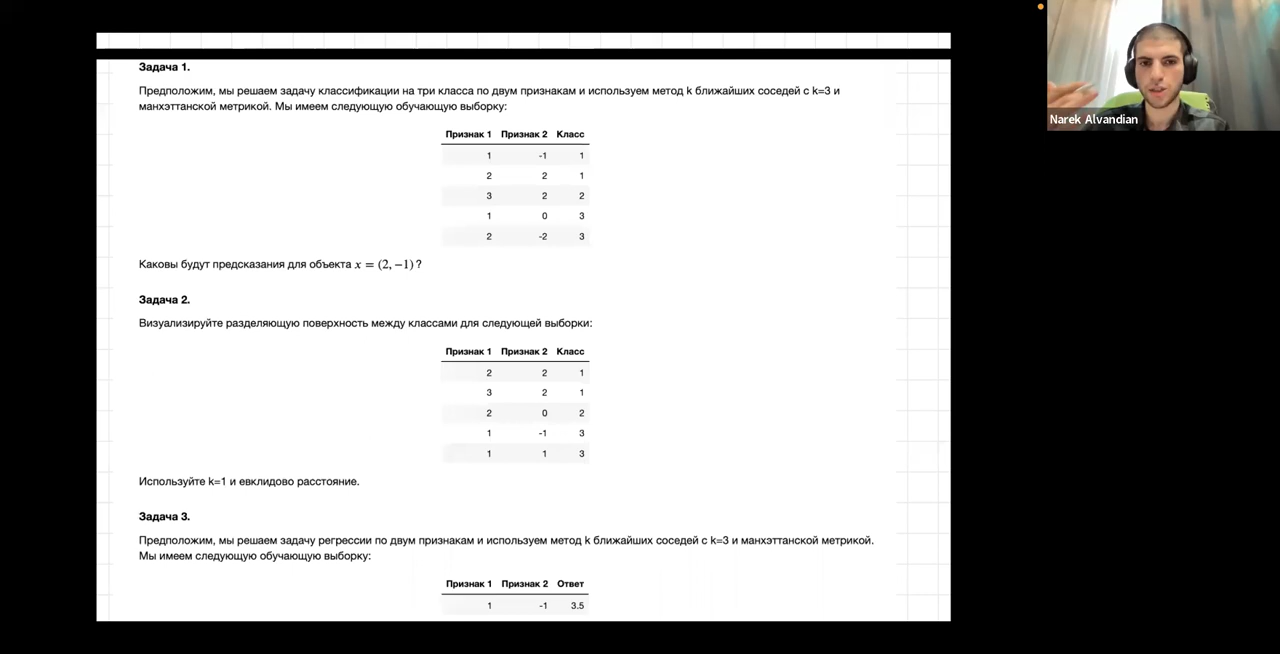 Задача 1.
Предположим, мы решаем задачу классификации на три класса по двум признакам и используем метод k ближайших соседей с k=3 и
манхэттанской метрикой. Мы имеем следующую обучающую выборку:
Признак 1 Признак 2 Класс
1 -1 1
2 2 1
3 2 2
1 0 3
2 -2 3
Каковы будут предсказания для объекта x = (2, −1) ?
Задача 2.
Визуализируйте разделяющую поверхность между классами для следующей выборки:
Признак 1 Признак 2 Класс
2 2 1
3 2 1
2 0 2
1 -1 3
1 1 3
Используйте k=1 и евклидово расстояние.
Задача 3.
Предположим, мы решаем задачу регрессии по двум признакам и используем метод k ближайших соседей с k=3 и манхэттанской метрикой.
Мы имеем следующую обучающую выборку:
Признак 1 Признак 2 Ответ
1 -1 3.5
Narek Alvandian